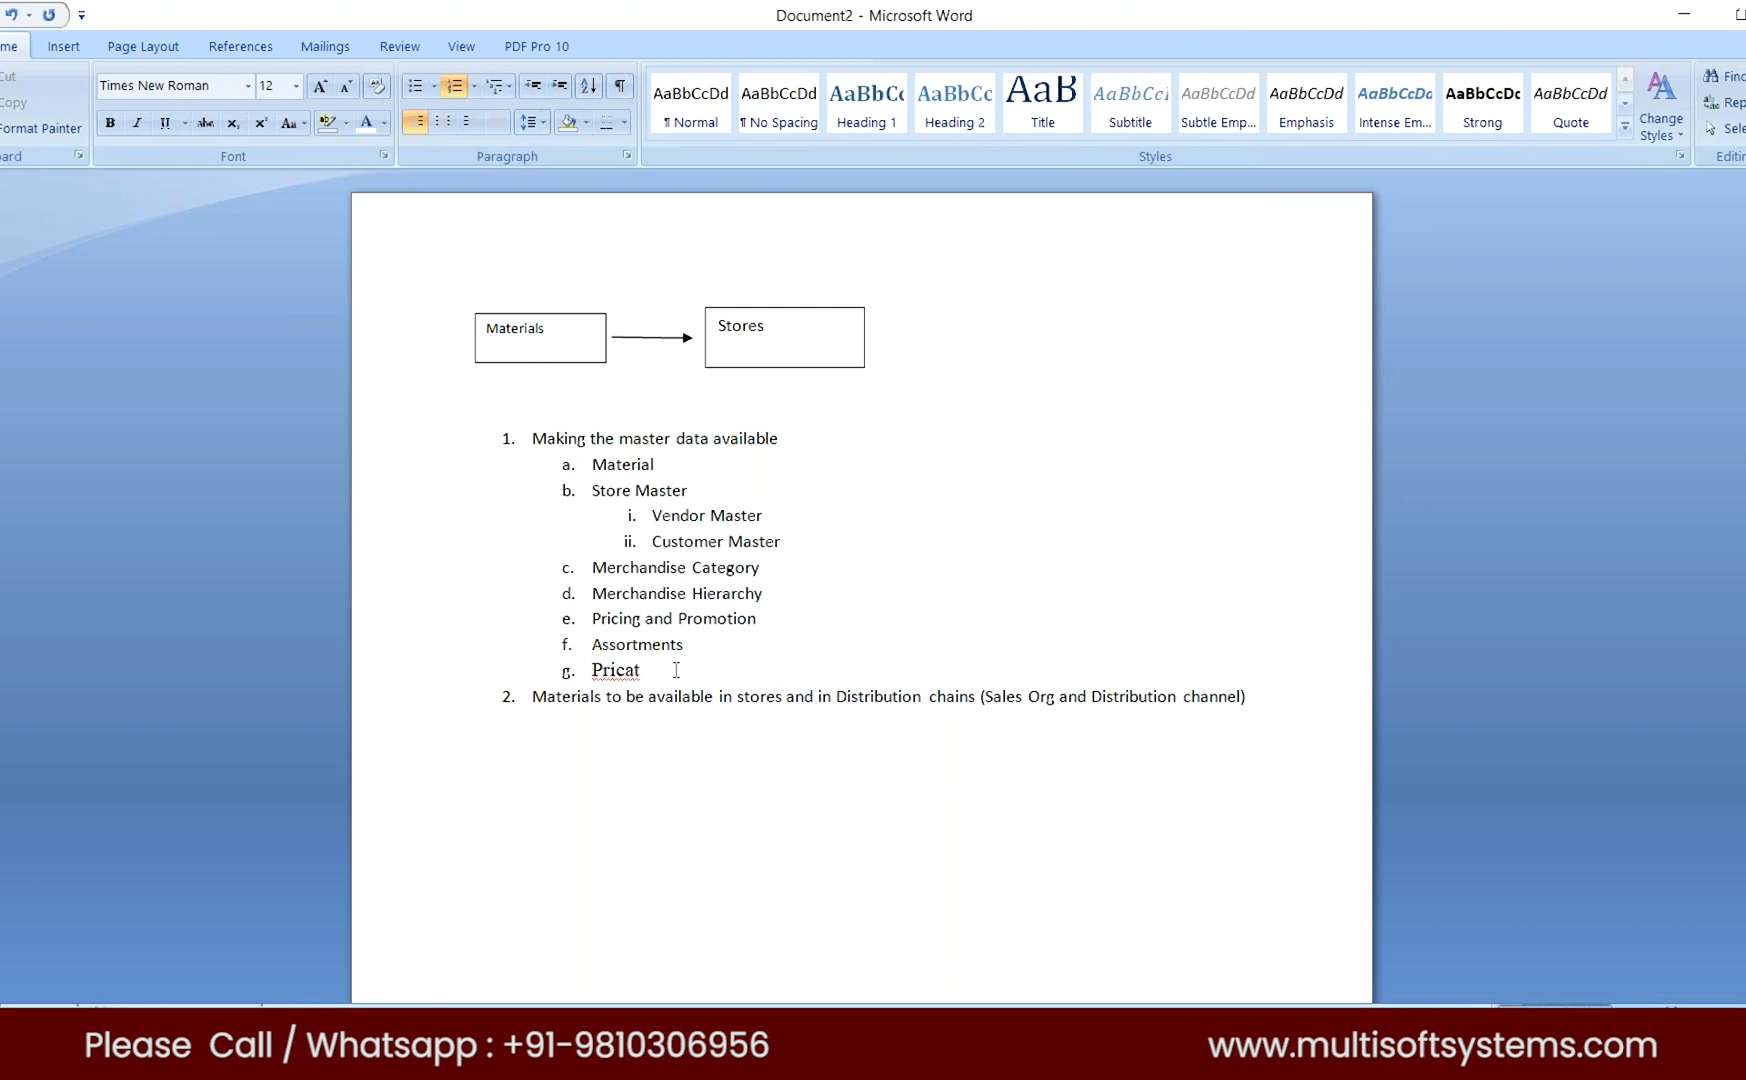 Document2 - Microsoft Word
me Insert Page Layout References Mailings Review View PDF Pro 10
Cut
Copy
Format Painter
ard
Times New Roman 12
Font
Paragraph
AaBbCcDd AaBbCcDd AaBbCc AaBbCc AaB AaBbCcI AaBbCcDd AaBbCcDd AaBbCcDd AaBbCcDc AaBbCcDd
¶ Normal ¶ No Spacing Heading 1 Heading 2 Title Subtitle Subtle Emp... Emphasis Intense Em... Strong Quote
Change
Styles
Styles
Find
Rep
Sele
Editin
Materials
Stores
1. Making the master data available
a. Material
b. Store Master
i. Vendor Master
ii. Customer Master
c. Merchandise Category
d. Merchandise Hierarchy
e. Pricing and Promotion
f. Assortments
g. Pricat
2. Materials to be available in stores and in Distribution chains (Sales Org and Distribution channel)
Please Call / Whatsapp : +91-9810306956
www.multisoftsystems.com